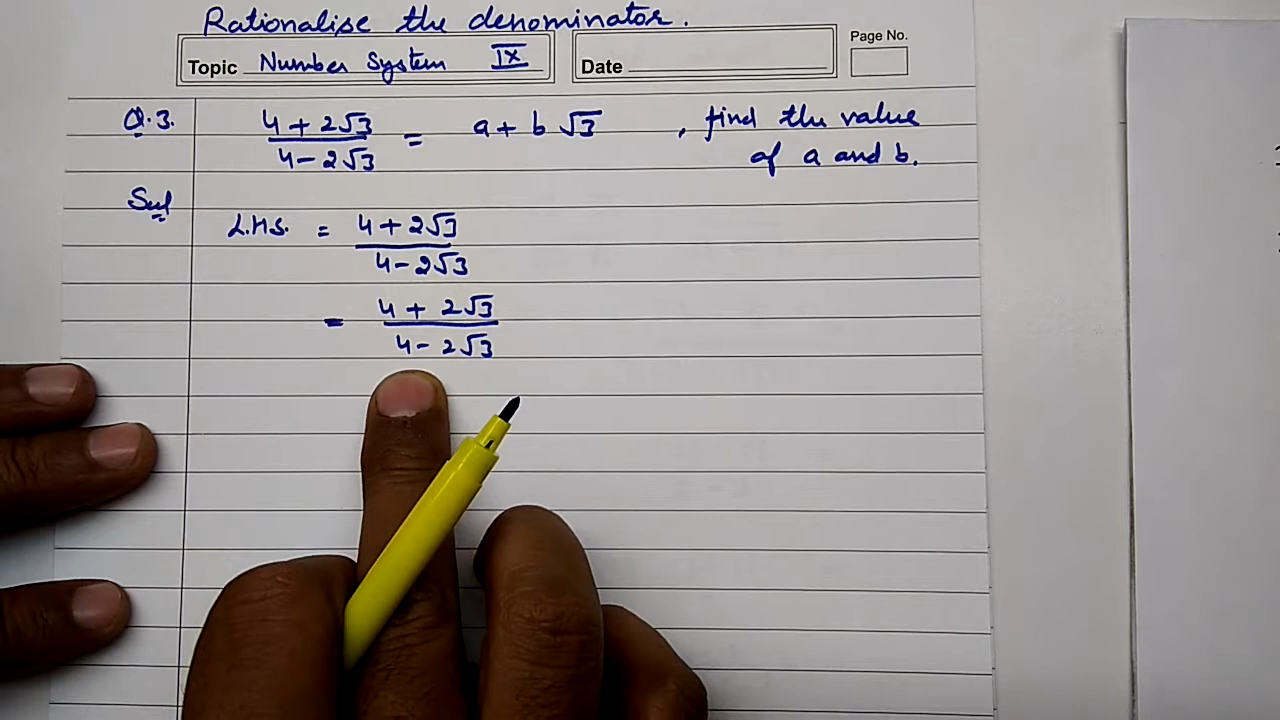 Rationalise the denominator.
Topic Number System IX Date Page No.
Q.3. (4 + 2√3)/(4 - 2√3) = a + b √3 , find the value
of a and b.
Sol
L.H.S. = (4 + 2√3)/(4 - 2√3)
= (4 + 2√3)/(4 - 2√3)